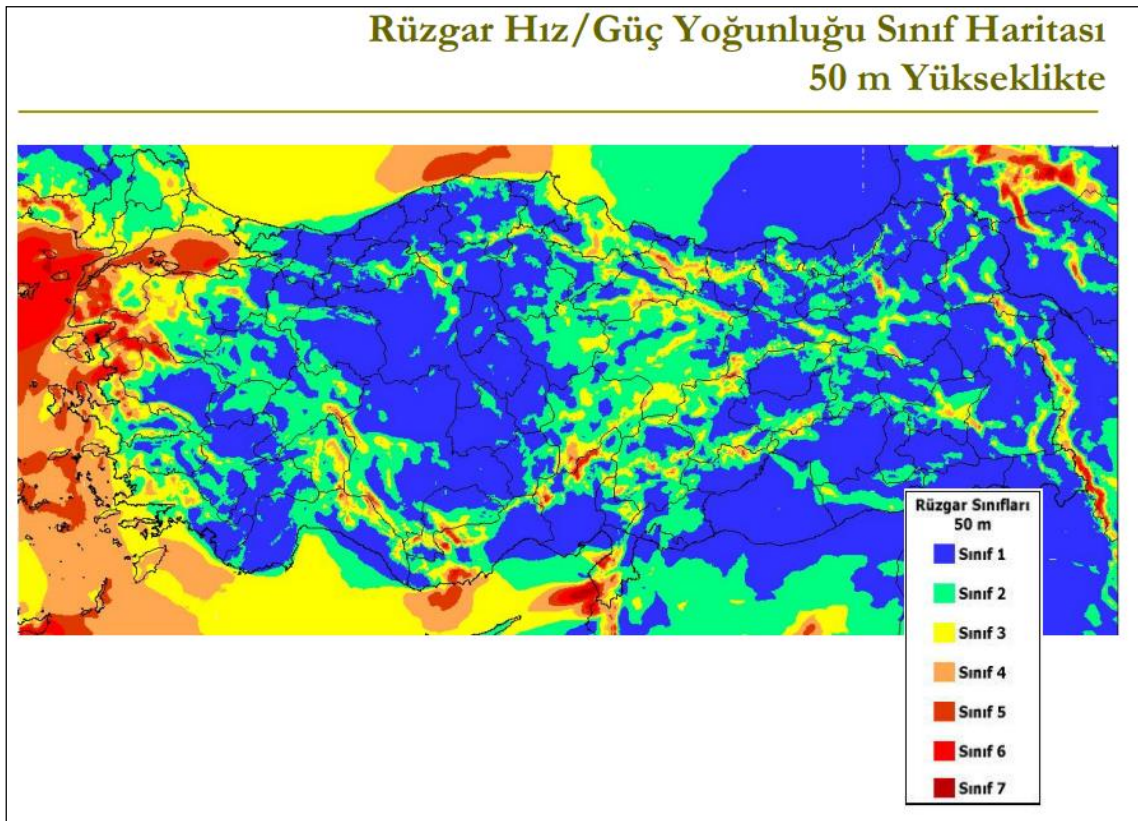 Rüzgar Hız/Güç Yoğunluğu Sınıf Haritası
50 m Yükseklikte
Rüzgar Sınıfları
50 m
Sınıf 1
Sınıf 2
Sınıf 3
Sınıf 4
Sınıf 5
Sınıf 6
Sınıf 7